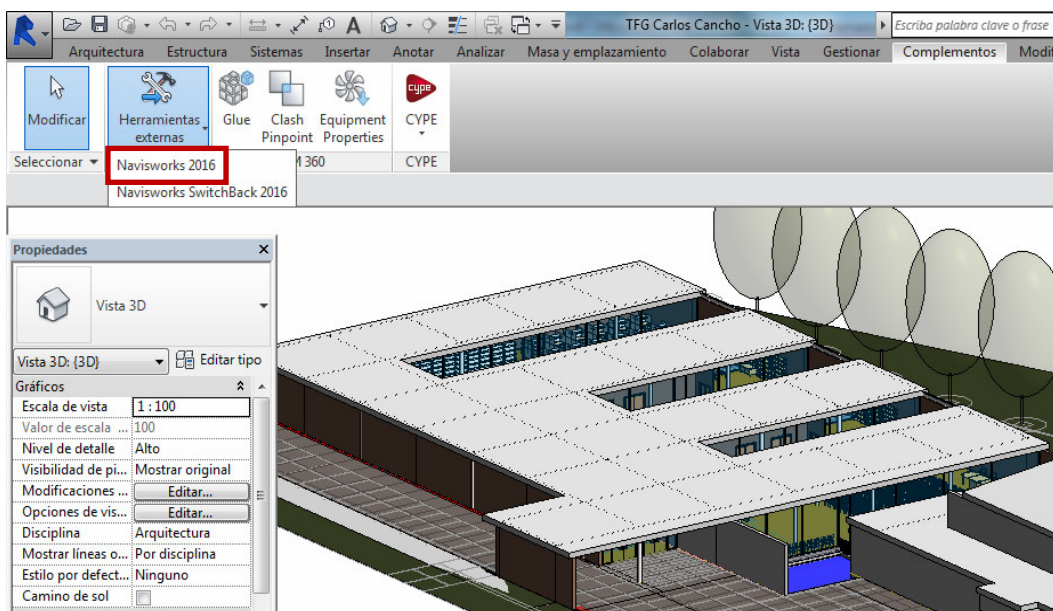 TFG Carlos Cancho - Vista 3D: {3D}
Escriba palabra clave o frase
Arquitectura Estructura Sistemas Insertar Anotar Analizar Masa y emplazamiento Colaborar Vista Gestionar Complementos Modif
Modificar
Herramientas externas
Glue
Clash Pinpoint
Equipment Properties
cype
CYPE
Seleccionar
M 360
CYPE
Navisworks 2016
Navisworks SwitchBack 2016
Propiedades
Vista 3D
Vista 3D: {3D} Editar tipo
Gráficos
Escala de vista 1 : 100
Valor de escala ... 100
Nivel de detalle Alto
Visibilidad de pi... Mostrar original
Modificaciones ... Editar...
Opciones de vis... Editar...
Disciplina Arquitectura
Mostrar líneas o... Por disciplina
Estilo por defect... Ninguno
Camino de sol